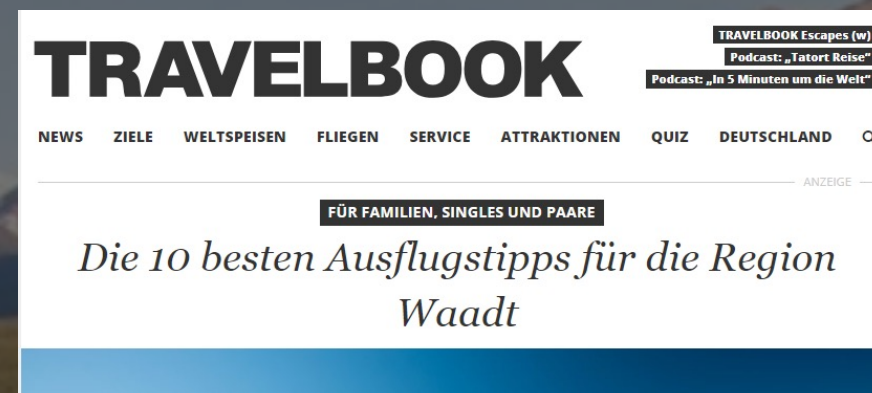 TRAVELBOOK
TRAVELBOOK Escapes (w)
Podcast: „Tatort Reise“
Podcast: „In 5 Minuten um die Welt“
NEWS ZIELE WELTSPEISEN FLIEGEN SERVICE ATTRAKTIONEN QUIZ DEUTSCHLAND
ANZEIGE
FÜR FAMILIEN, SINGLES UND PAARE
Die 10 besten Ausflugstipps für die Region
Waadt